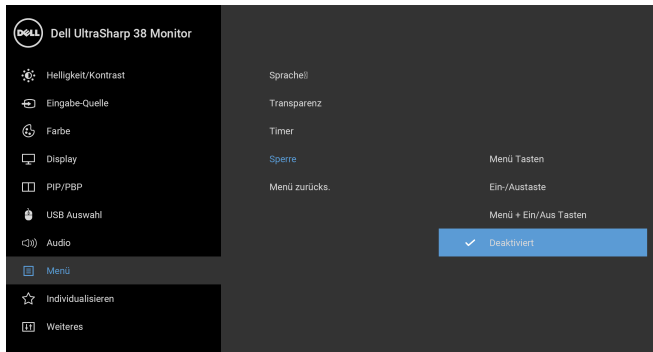 DELL Dell UltraSharp 38 Monitor
Helligkeit/Kontrast
Eingabe-Quelle
Farbe
Display
PIP/PBP
USB Auswahl
Audio
Menü
Individualisieren
Weiteres
Sprache
Transparenz
Timer
Sperre
Menü zurücks.
Menü Tasten
Ein-/Austaste
Menü + Ein/Aus Tasten
Deaktiviert